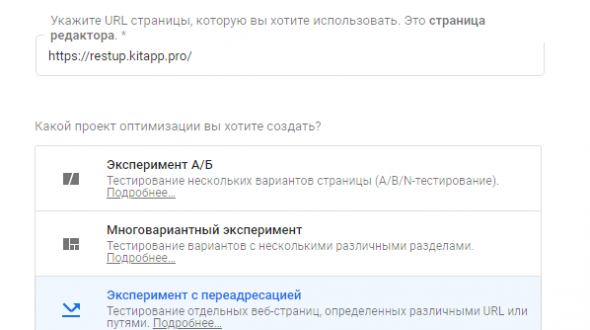 Укажите URL страницы, которую вы хотите использовать. Это страница
редактора. *
https://restup.kitapp.pro/
Какой проект оптимизации вы хотите создать?
Эксперимент А/Б
Тестирование нескольких вариантов страницы (A/B/N-тестирование).
Подробнее...
Многовариантный эксперимент
Тестирование вариантов с несколькими различными разделами.
Подробнее...
Эксперимент с переадресацией
Тестирование отдельных веб-страниц, определенных различными URL или
путями. Подробнее...